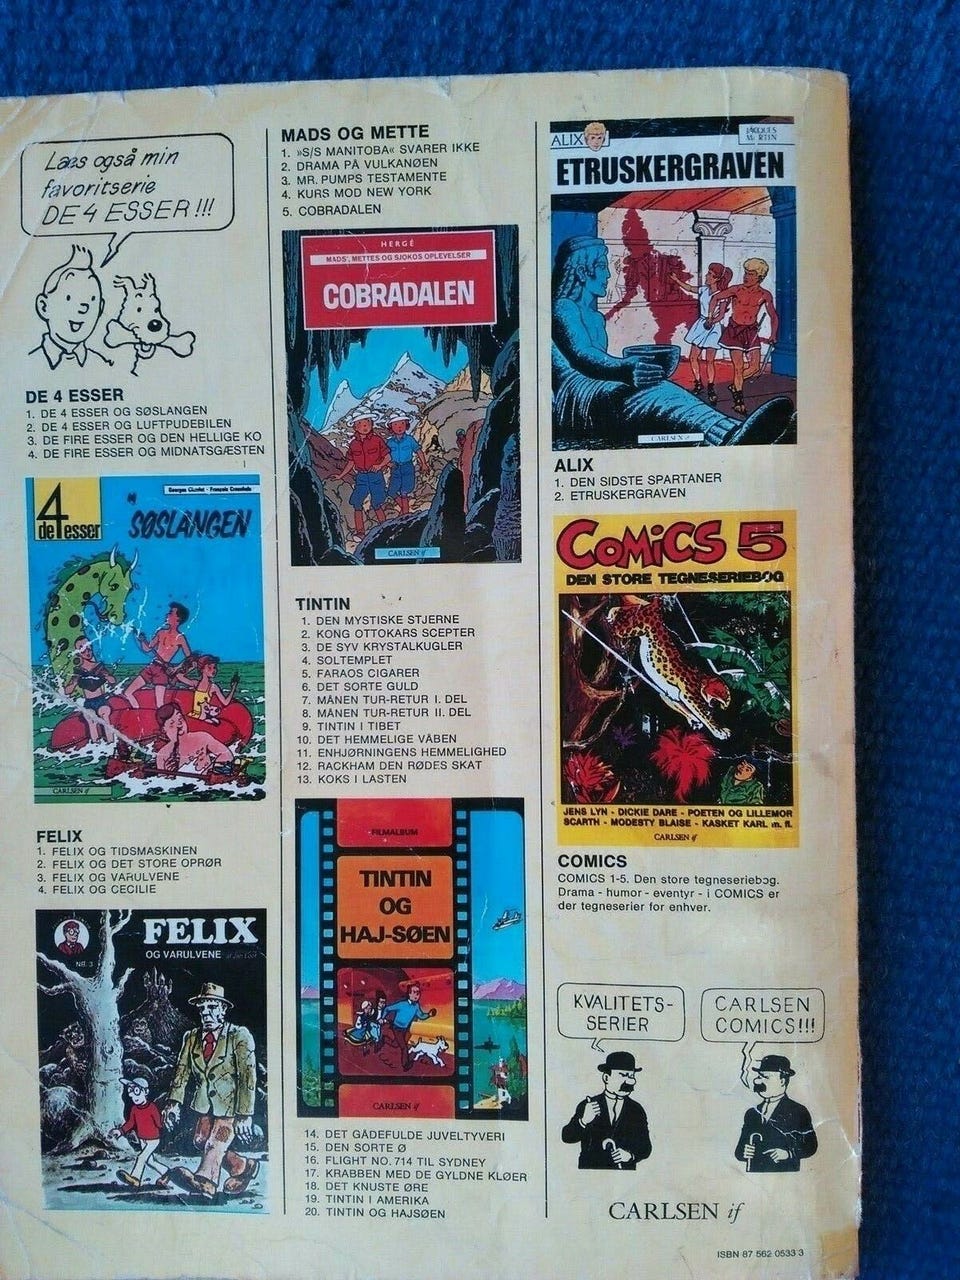 Læs også min
favoritserie
DE 4 ESSER!!!
DE 4 ESSER
1. DE 4 ESSER OG SØSLANGEN
2. DE 4 ESSER OG LUFTPUDEBILEN
3. DE FIRE ESSER OG DEN HELLIGE KO
4. DE FIRE ESSER OG MIDNATSGÆSTEN
4
de esser
Georges Chaulet - François Craenhals
SØSLANGEN
CARLSEN if
FELIX
1. FELIX OG TIDSMASKINEN
2. FELIX OG DET STORE OPRØR
3. FELIX OG VARULVENE
4. FELIX OG CECILIE
FELIX
OG VARULVENE
NR. 3
MADS OG METTE
1. »S/S MANITOBA« SVARER IKKE
2. DRAMA PÅ VULKANØEN
3. MR. PUMPS TESTAMENTE
4. KURS MOD NEW YORK
5. COBRADALEN
HERGÉ
MADS', METTES OG SJOKOS OPLEVELSER
COBRADALEN
CARLSEN if
TINTIN
1. DEN MYSTISKE STJERNE
2. KONG OTTOKARS SCEPTER
3. DE SYV KRYSTALKUGLER
4. SOLTEMPLET
5. FARAOS CIGARER
6. DET SORTE GULD
7. MÅNEN TUR-RETUR I. DEL
8. MÅNEN TUR-RETUR II. DEL
9. TINTIN I TIBET
10. DET HEMMELIGE VÅBEN
11. ENHJØRNINGENS HEMMELIGHED
12. RACKHAM DEN RØDES SKAT
13. KOKS I LASTEN
FILMALBUM
TINTIN
OG
HAJ-SØEN
CARLSEN if
14. DET GÅDEFULDE JUVELTYVERI
15. DEN SORTE Ø
16. FLIGHT NO. 714 TIL SYDNEY
17. KRABBEN MED DE GYLDNE KLØER
18. DET KNUSTE ØRE
19. TINTIN I AMERIKA
20. TINTIN OG HAJSØEN
ALIX
JACQUES
MARTIN
ETRUSKERGRAVEN
CARLSEN if
ALIX
1. DEN SIDSTE SPARTANER
2. ETRUSKERGRAVEN
COMICS 5
DEN STORE TEGNESERIEBOG
JENS LYN - DICKIE DARE - POETEN OG LILLEMOR
SCARTH - MODESTY BLAISE - KASKET KARL m. fl.
CARLSEN if
COMICS
COMICS 1-5. Den store tegneseriebog.
Drama - humor - eventyr - i COMICS er
der tegneserier for enhver.
KVALITETS-
SERIER
CARLSEN
COMICS!!!
CARLSEN if
ISBN 87 562 0533 3